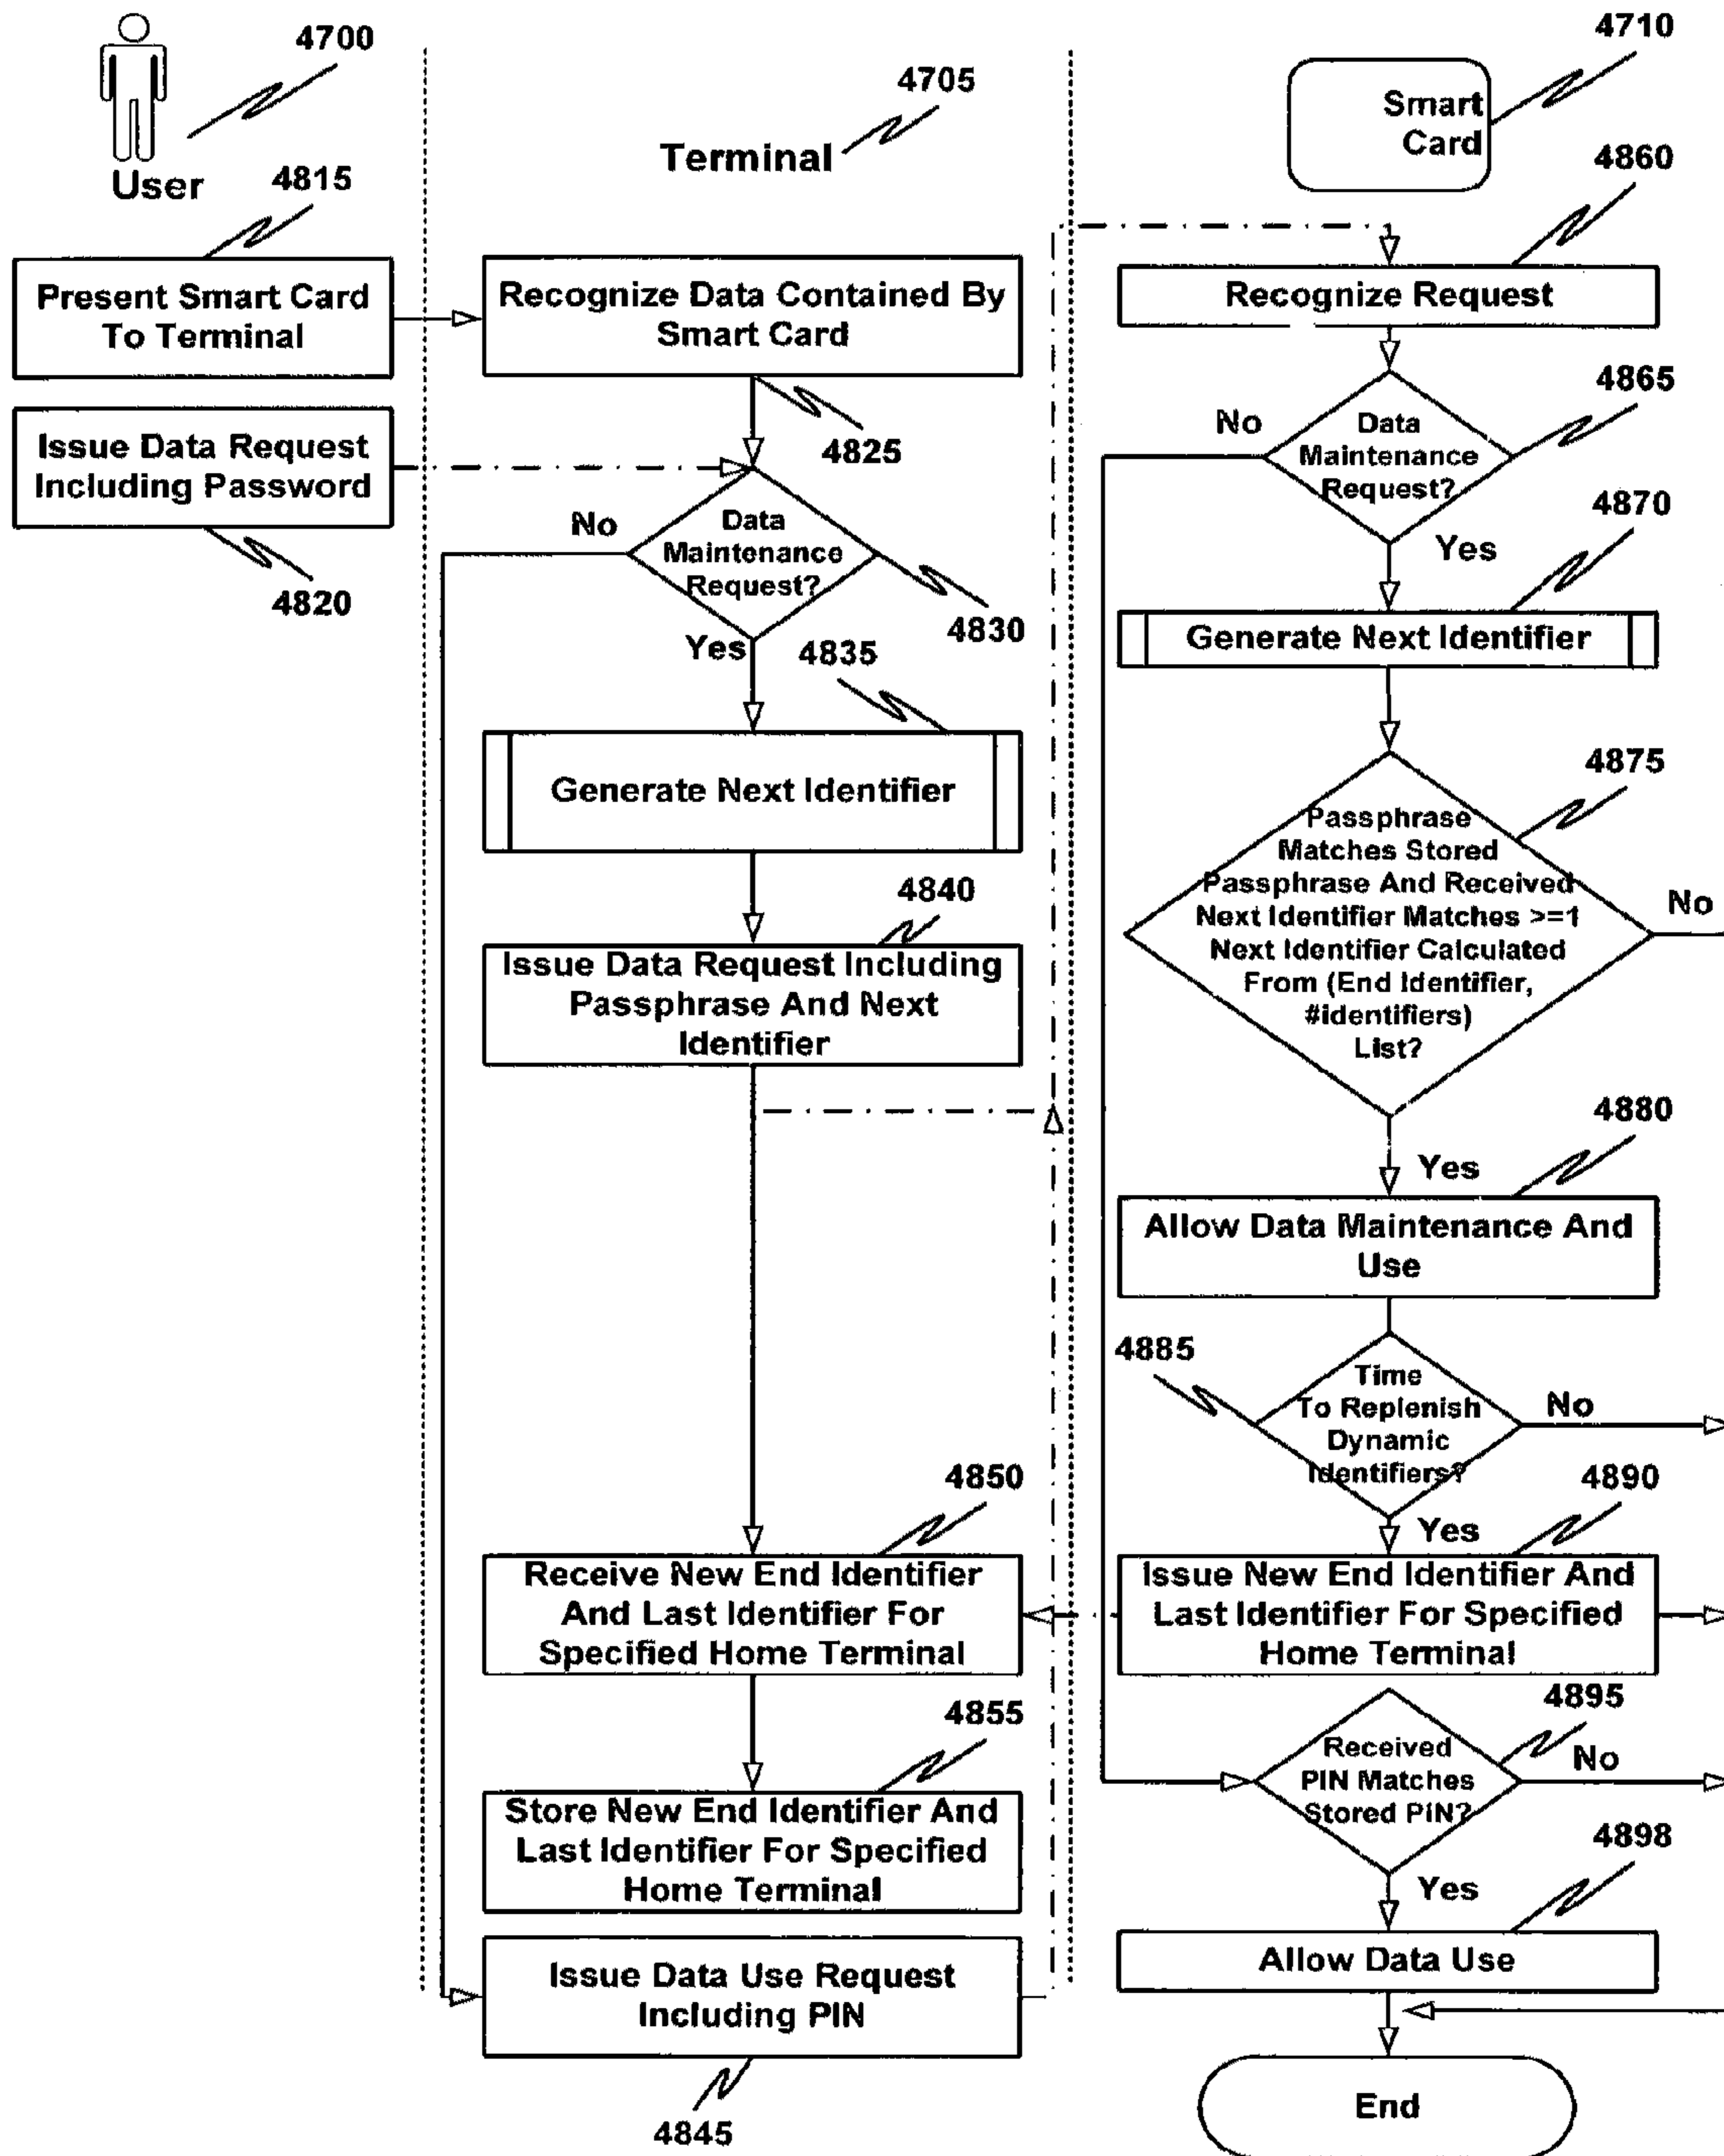 4700
User
4705
Terminal
4710
Smart
Card
4815
Present Smart Card
To Terminal
Issue Data Request
Including Password
4820
Recognize Data Contained By
Smart Card
4825
Data
Maintenance
Request?
No
4830
Yes
4835
Generate Next Identifier
4840
Issue Data Request Including
Passphrase And Next
Identifier
4850
Receive New End Identifier
And Last Identifier For
Specified Home Terminal
4855
Store New End Identifier And
Last Identifier For Specified
Home Terminal
Issue Data Use Request
Including PIN
4845
4860
Recognize Request
4865
No
Data
Maintenance
Request?
4870
Yes
Generate Next Identifier
4875
Passphrase
Matches Stored
Passphrase And Received
Next Identifier Matches >=1
Next Identifier Calculated
From (End Identifier,
#identifiers)
List?
No
4880
Yes
Allow Data Maintenance And
Use
4885
Time
To Replenish
Dynamic
Identifiers?
No
4890
Yes
Issue New End Identifier And
Last Identifier For Specified
Home Terminal
4895
Received
PIN Matches
Stored PIN?
No
4898
Yes
Allow Data Use
End